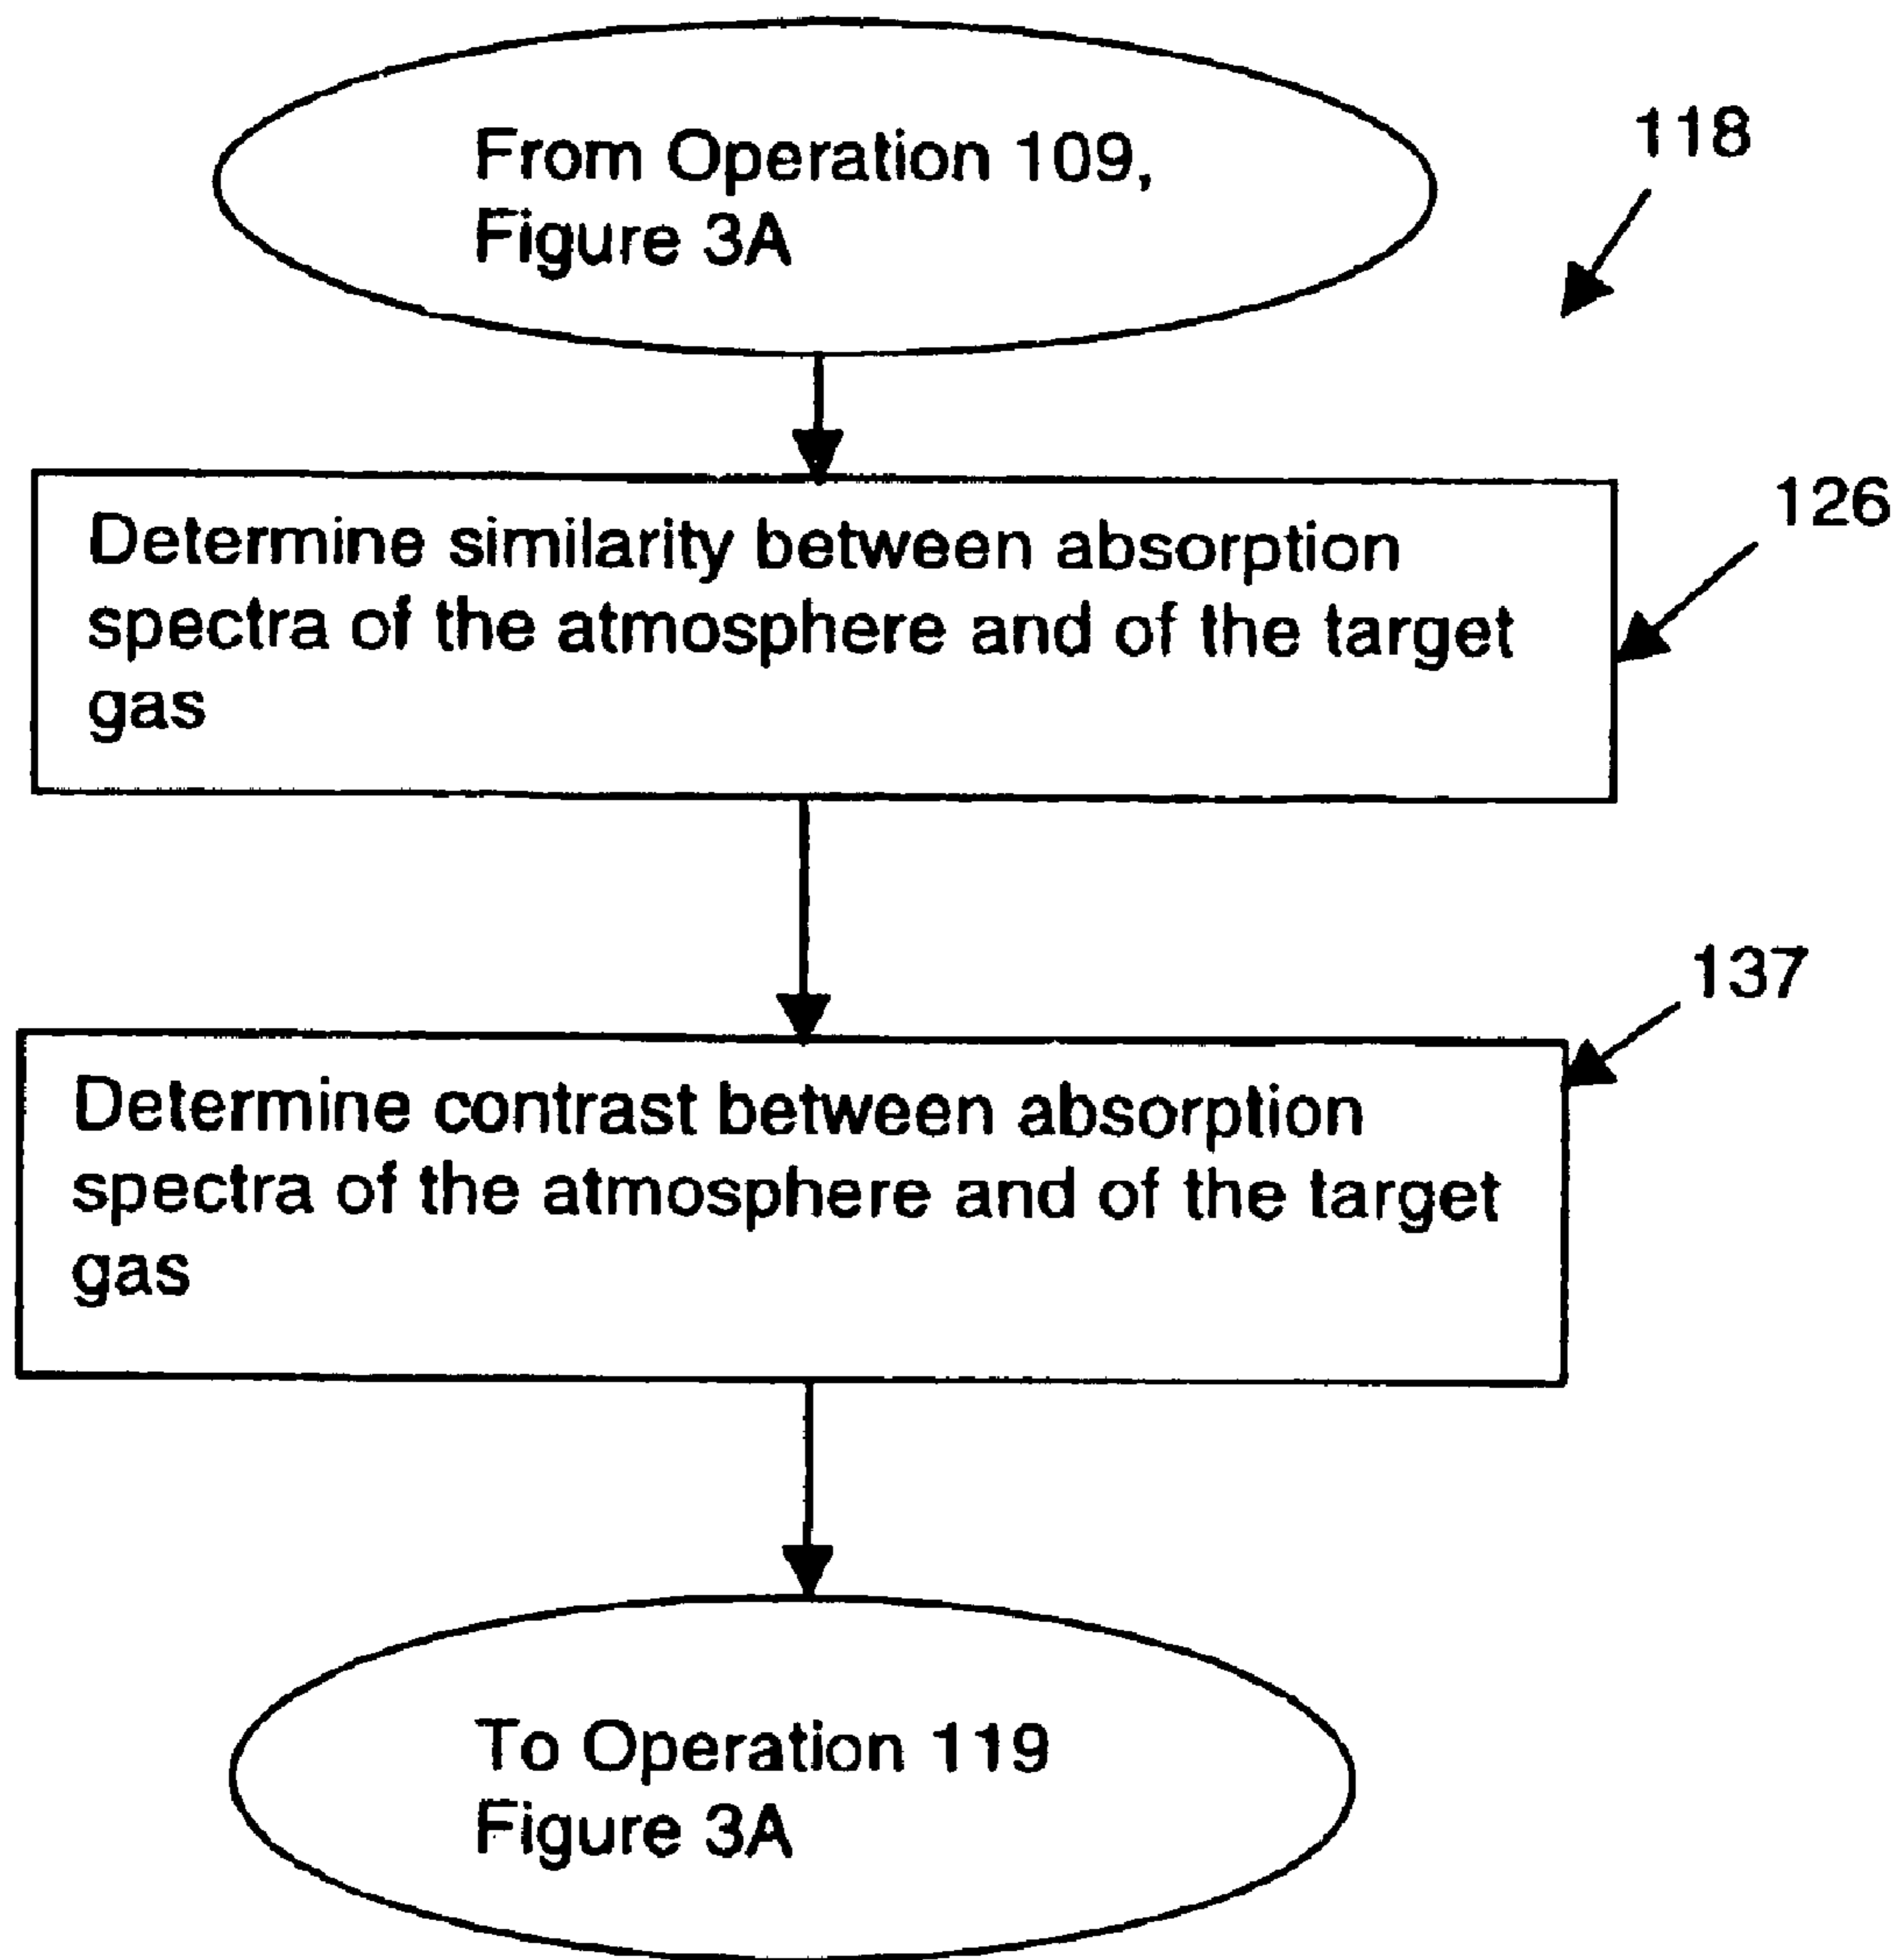 From Operation 109,
Figure 3A
118
Determine similarity between absorption
spectra of the atmosphere and of the target
gas
126
Determine contrast between absorption
spectra of the atmosphere and of the target
gas
137
To Operation 119
Figure 3A